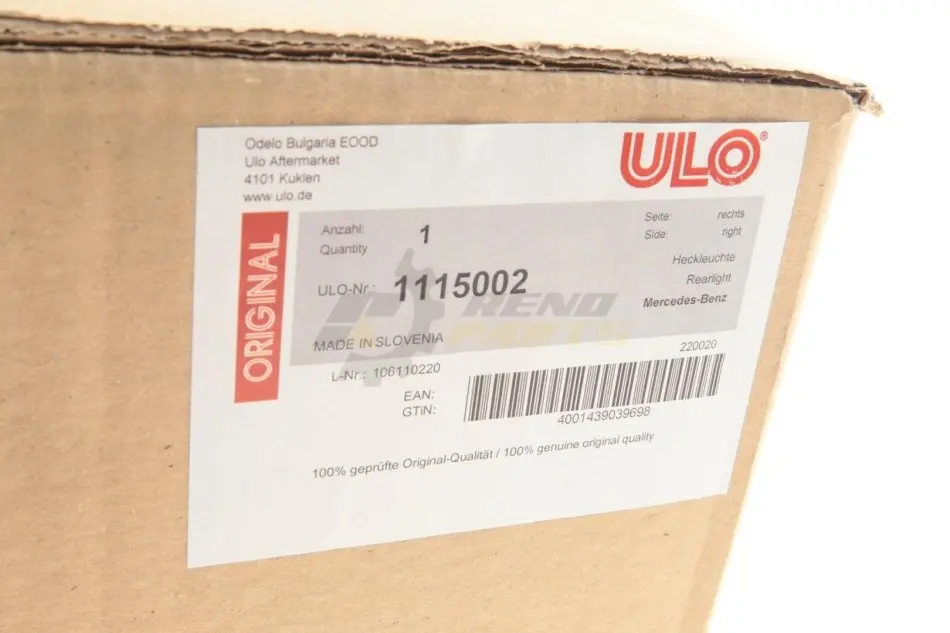 Odelo Bulgaria EOOD
Ulo Aftermarket
4101 Kuklen
www.ulo.de
ULO®
ORIGINAL
Anzahl: 1
Quantity
Seite: rechts
Side: right
Heckleuchte
Rearlight
Mercedes-Benz
ULO-Nr.: 1115002
RENO
PARTS
MADE IN SLOVENIA
220020
L-Nr.: 106110220
EAN:
GTiN:
4001439039698
100% geprüfte Original-Qualität / 100% genuine original quality